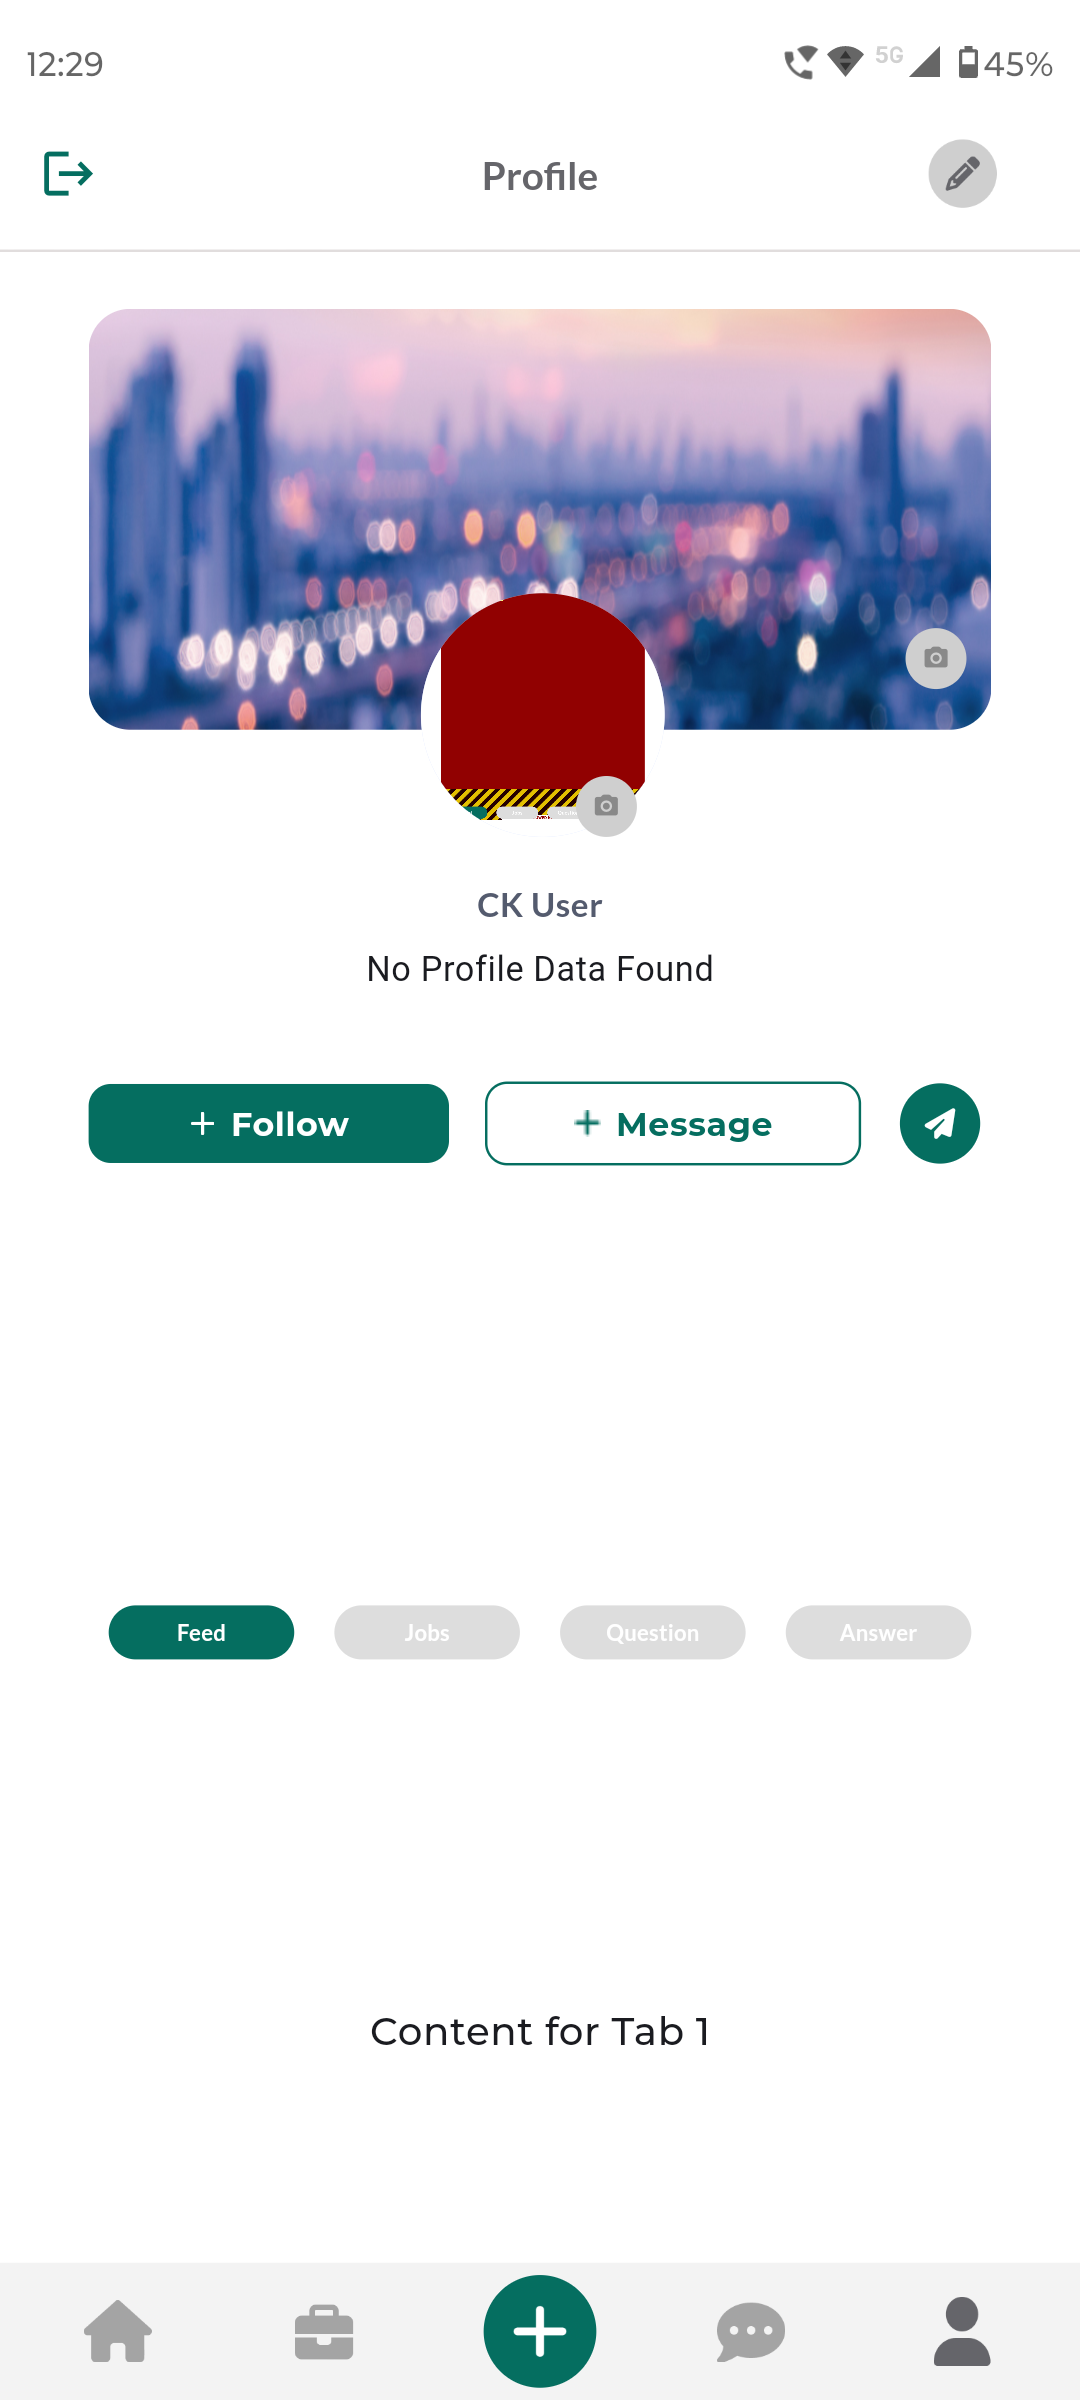 12:29
5G
45%
Profile
CK User
No Profile Data Found
+ Follow
+ Message
Feed
Jobs
Question
Answer
Content for Tab 1